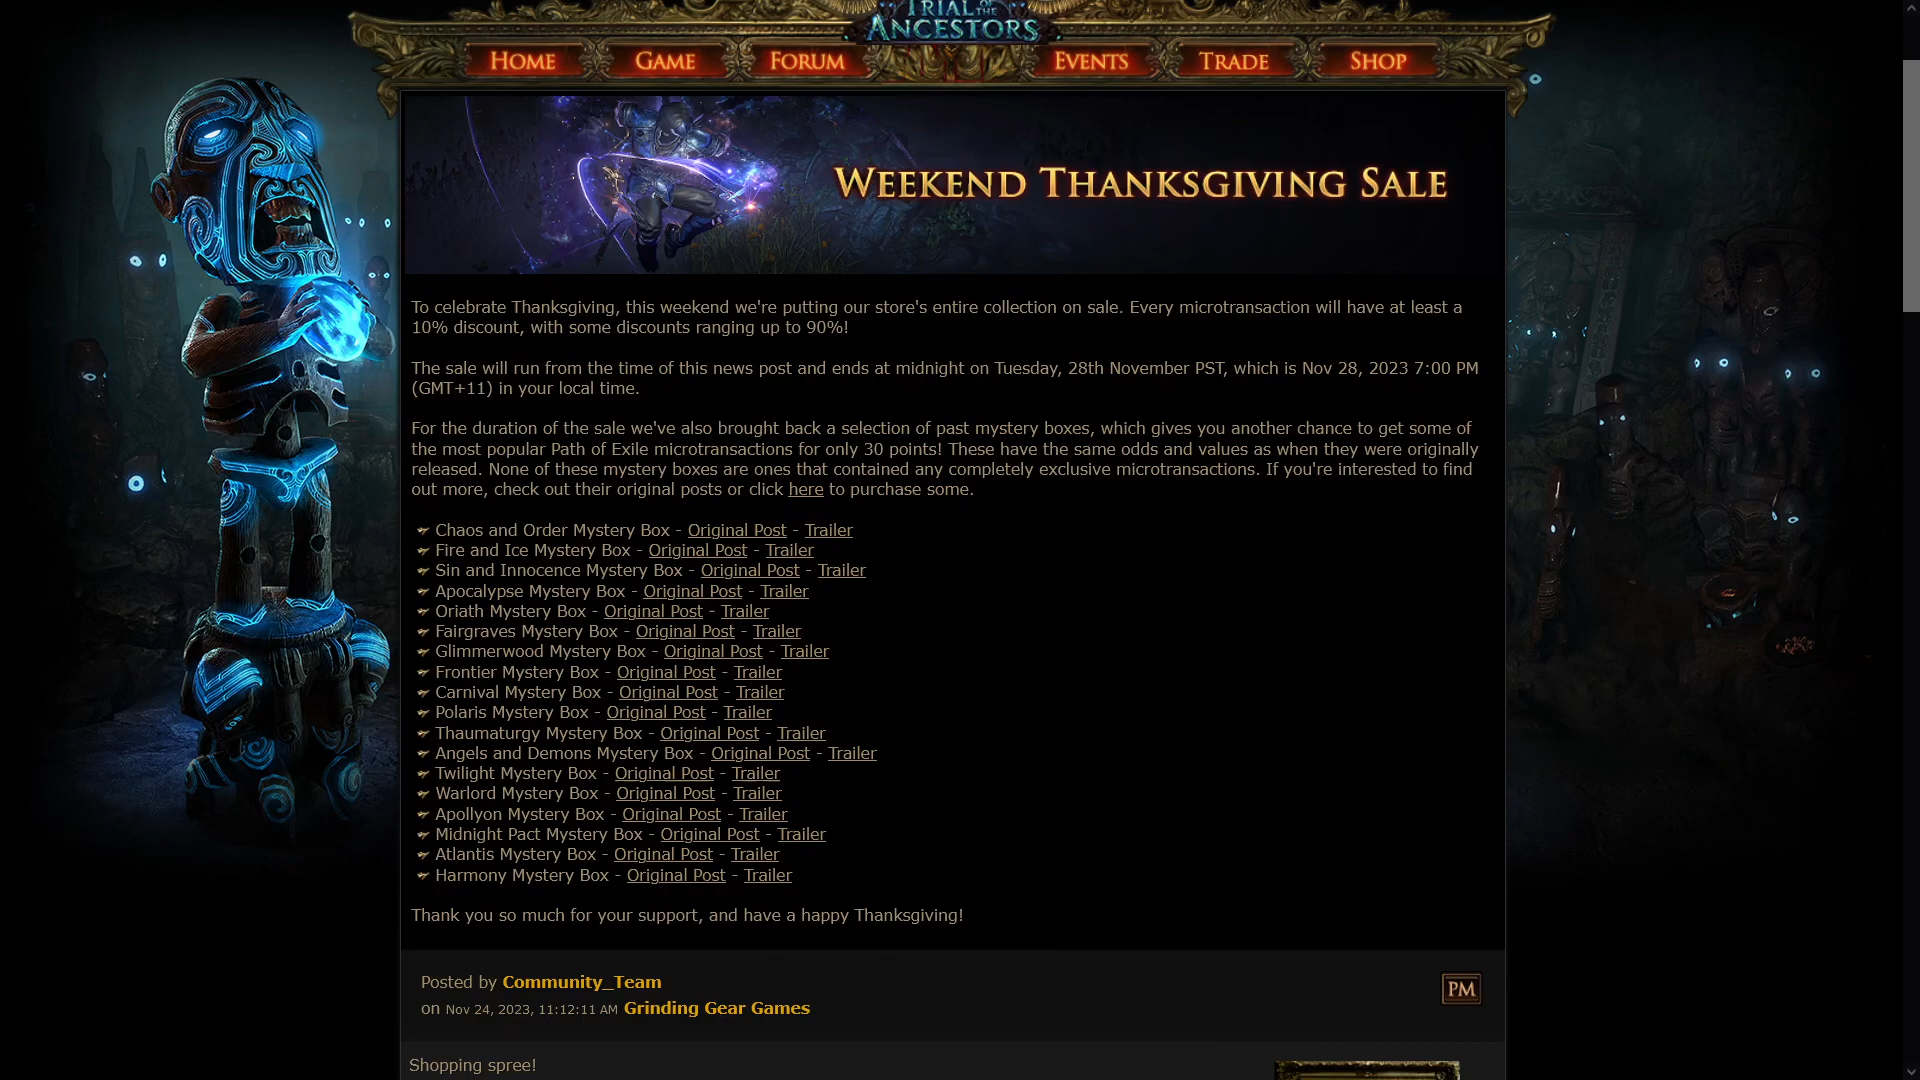 TRIAL OF THE
ANCESTORS
HOME GAME FORUM EVENTS TRADE SHOP
WEEKEND THANKSGIVING SALE
To celebrate Thanksgiving, this weekend we're putting our store's entire collection on sale. Every microtransaction will have at least a
10% discount, with some discounts ranging up to 90%!
The sale will run from the time of this news post and ends at midnight on Tuesday, 28th November PST, which is Nov 28, 2023 7:00 PM
(GMT+11) in your local time.
For the duration of the sale we've also brought back a selection of past mystery boxes, which gives you another chance to get some of
the most popular Path of Exile microtransactions for only 30 points! These have the same odds and values as when they were originally
released. None of these mystery boxes are ones that contained any completely exclusive microtransactions. If you're interested to find
out more, check out their original posts or click here to purchase some.
Chaos and Order Mystery Box - Original Post - Trailer
Fire and Ice Mystery Box - Original Post - Trailer
Sin and Innocence Mystery Box - Original Post - Trailer
Apocalypse Mystery Box - Original Post - Trailer
Oriath Mystery Box - Original Post - Trailer
Fairgraves Mystery Box - Original Post - Trailer
Glimmerwood Mystery Box - Original Post - Trailer
Frontier Mystery Box - Original Post - Trailer
Carnival Mystery Box - Original Post - Trailer
Polaris Mystery Box - Original Post - Trailer
Thaumaturgy Mystery Box - Original Post - Trailer
Angels and Demons Mystery Box - Original Post - Trailer
Twilight Mystery Box - Original Post - Trailer
Warlord Mystery Box - Original Post - Trailer
Apollyon Mystery Box - Original Post - Trailer
Midnight Pact Mystery Box - Original Post - Trailer
Atlantis Mystery Box - Original Post - Trailer
Harmony Mystery Box - Original Post - Trailer
Thank you so much for your support, and have a happy Thanksgiving!
Posted by Community_Team
PM
on Nov 24, 2023, 11:12:11 AM Grinding Gear Games
Shopping spree!